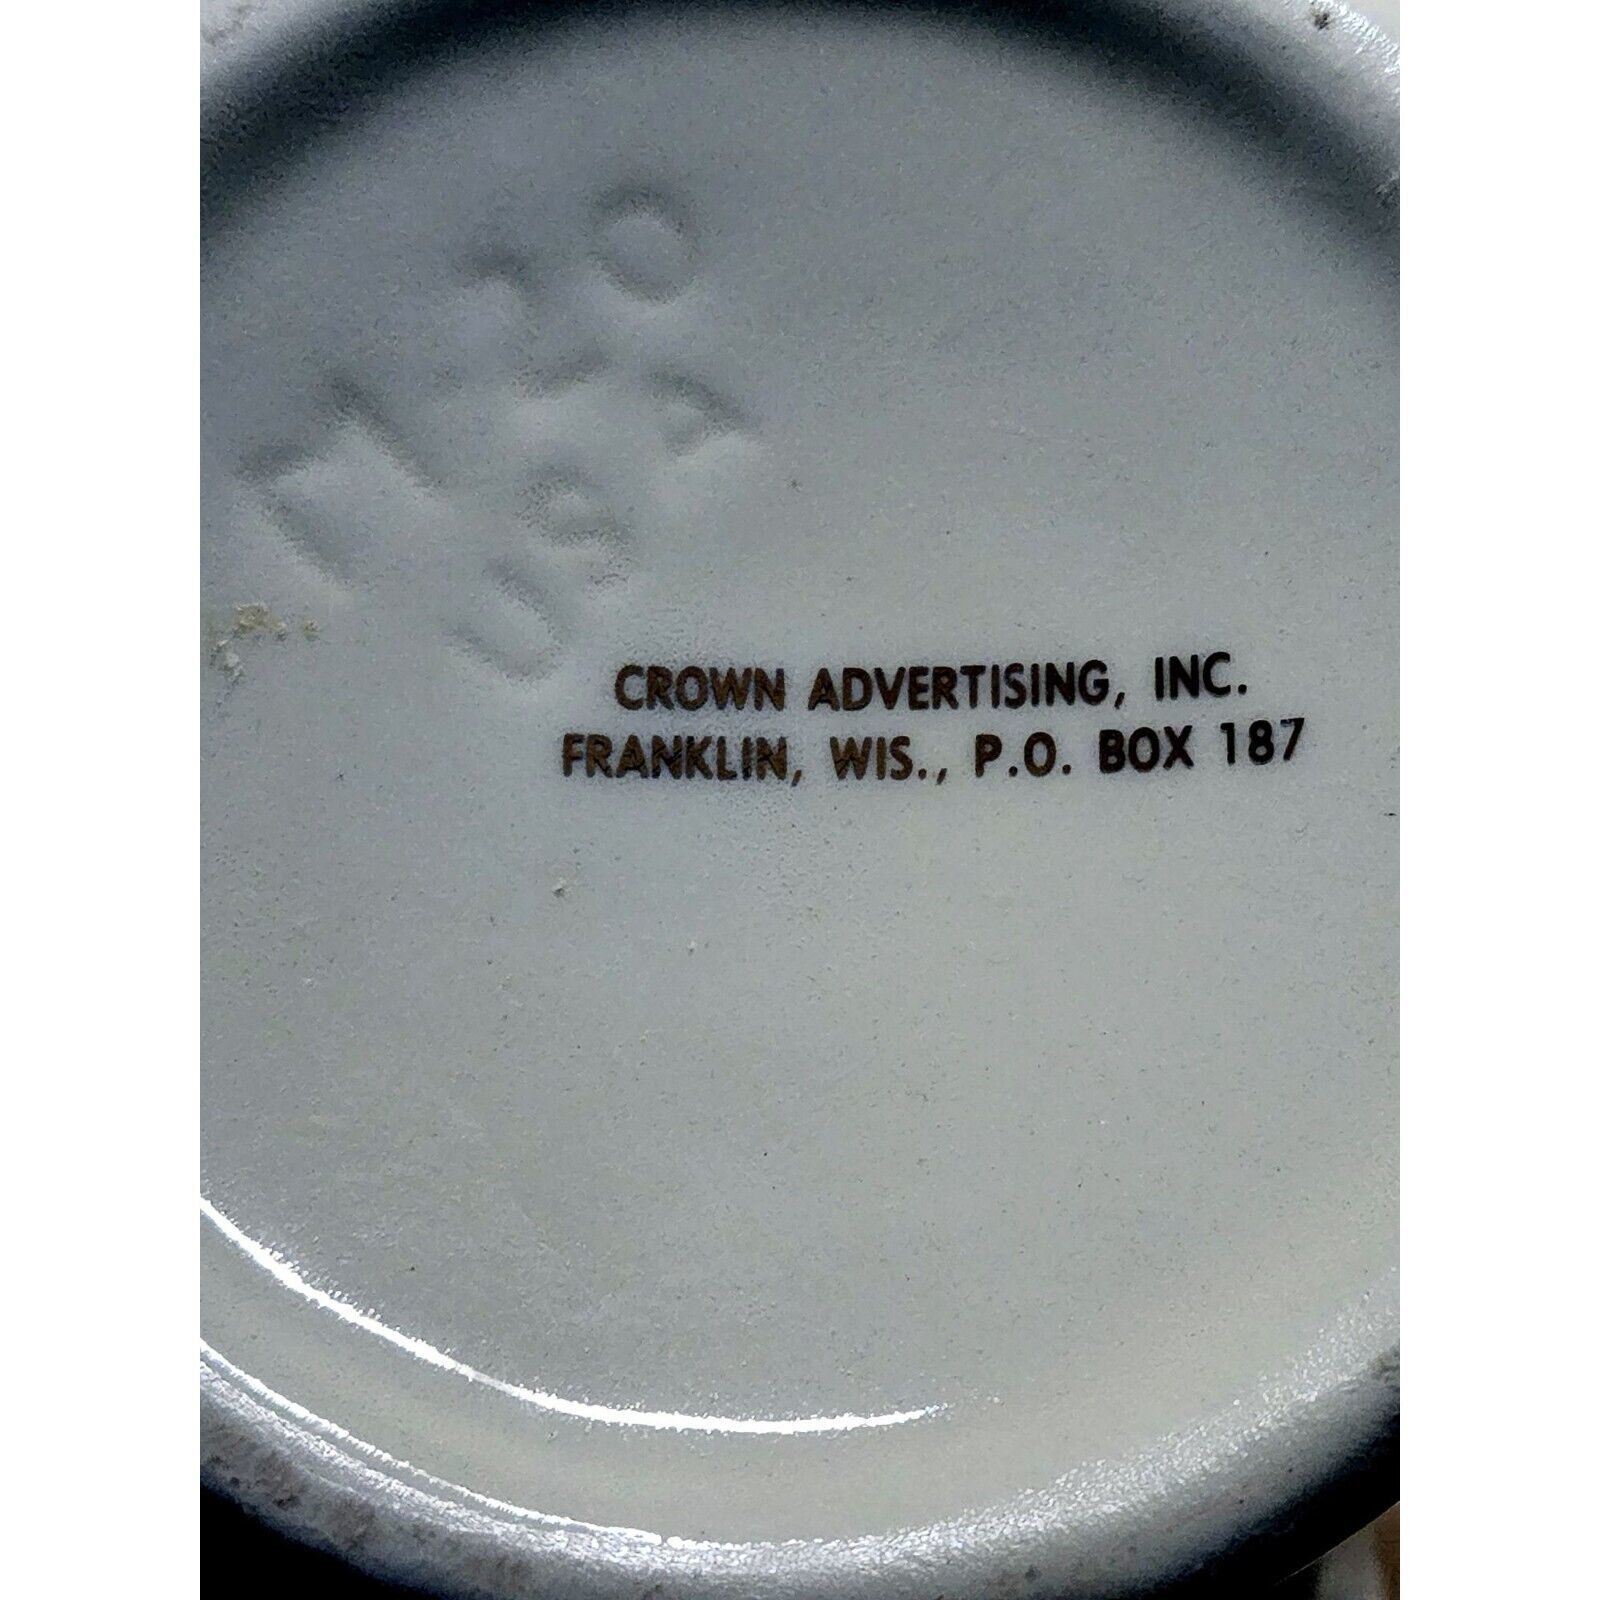 CROWN ADVERTISING, INC.
FRANKLIN, WIS., P.O. BOX 187